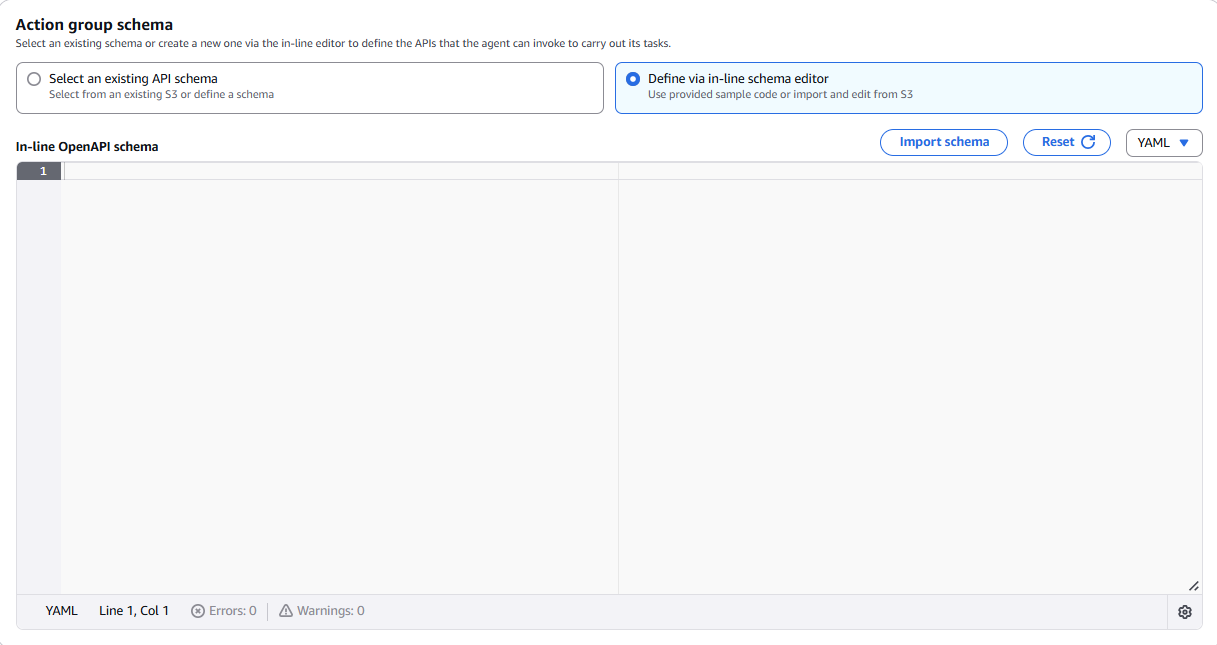 Action group schema
Select an existing schema or create a new one via the in-line editor to define the APIs that the agent can invoke to carry out its tasks.
Select an existing API schema
Select from an existing S3 or define a schema
Define via in-line schema editor
Use provided sample code or import and edit from S3
In-line OpenAPI schema
Import schema
Reset
YAML
1
YAML Line 1, Col 1 Errors: 0 Warnings: 0